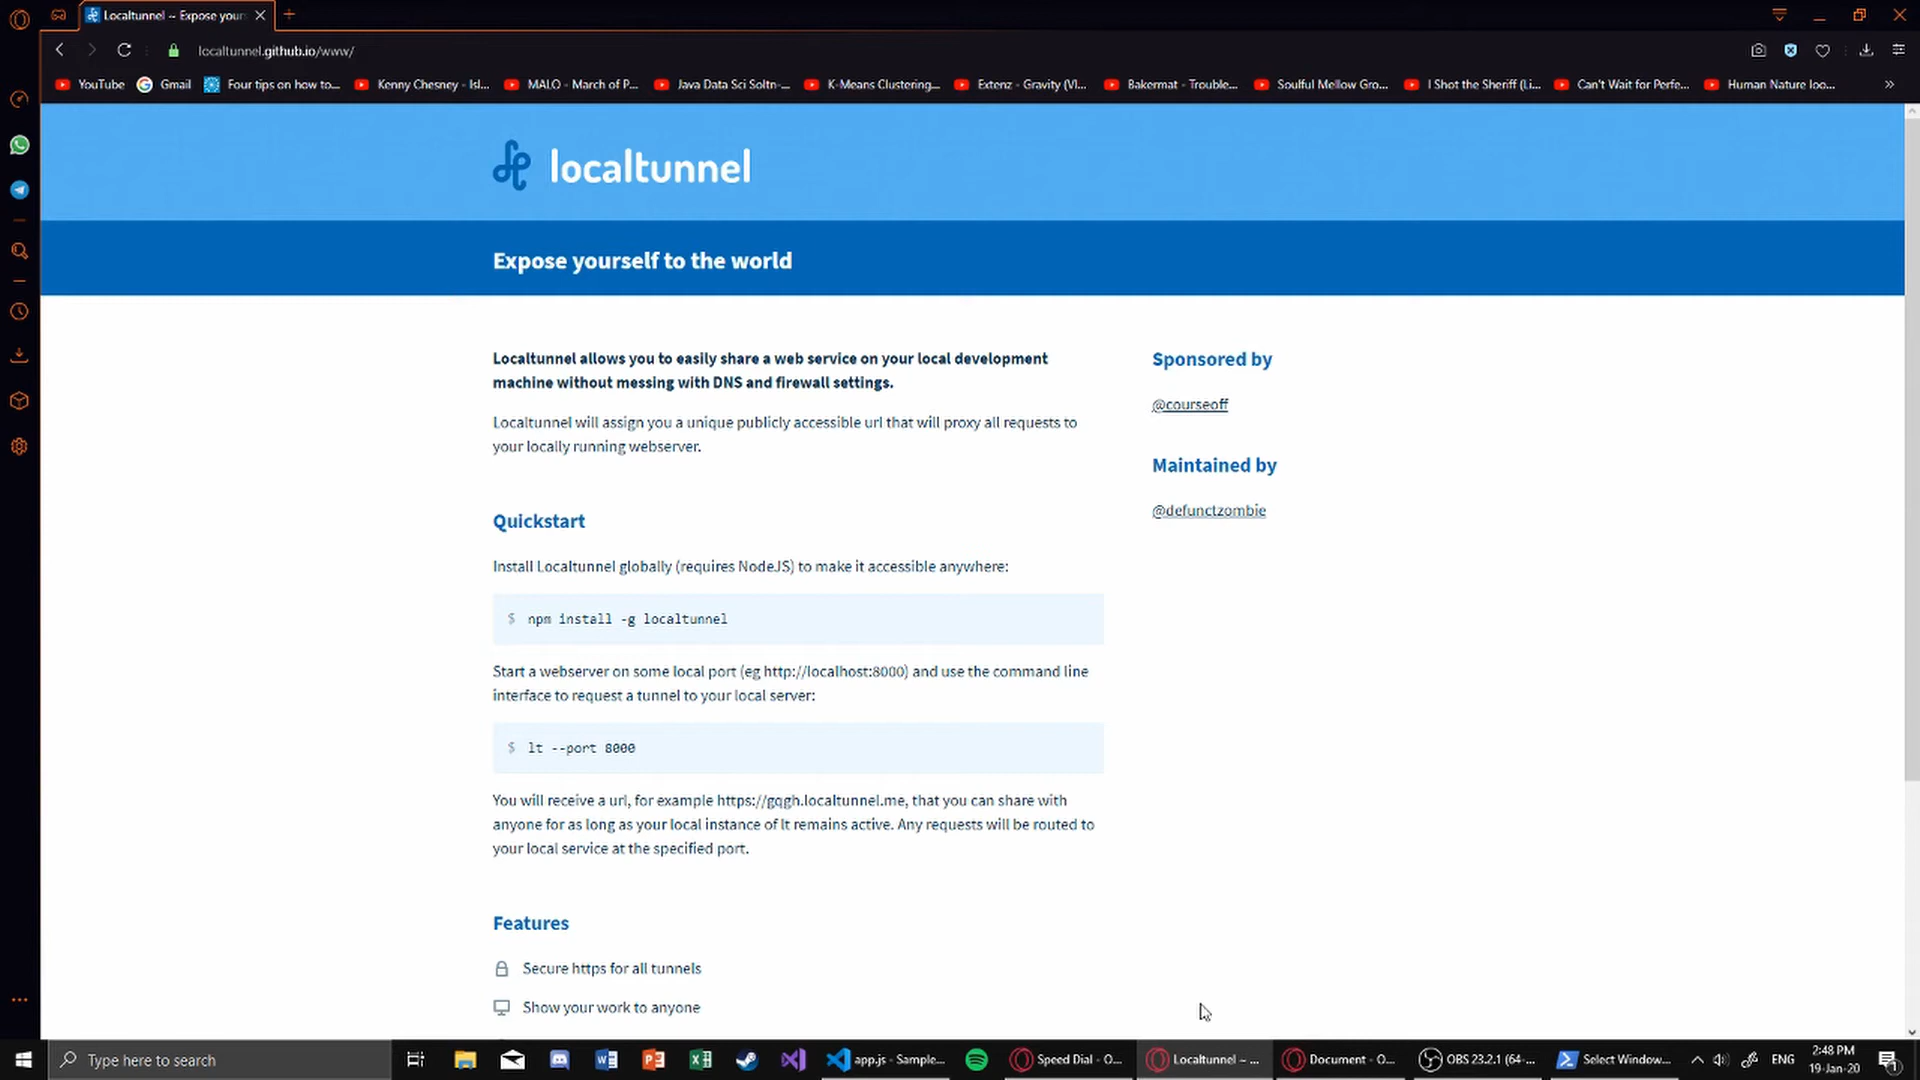 Localtunnel ~ Expose your
localtunnel.github.io/www/
YouTube
Gmail
Four tips on how to...
Kenny Chesney - Isl...
MALO - March of P...
Java Data Sci Soltn-...
K-Means Clustering...
Extenz - Gravity (VI...
Bakermat - Trouble...
Soulful Mellow Gro...
I Shot the Sheriff (Li...
Can't Wait for Perfe...
Human Nature loo...
localtunnel
Expose yourself to the world
Localtunnel allows you to easily share a web service on your local development
machine without messing with DNS and firewall settings.
Localtunnel will assign you a unique publicly accessible url that will proxy all requests to
your locally running webserver.
Quickstart
Install Localtunnel globally (requires NodeJS) to make it accessible anywhere:
$ npm install -g localtunnel
Start a webserver on some local port (eg http://localhost:8000) and use the command line
interface to request a tunnel to your local server:
$ lt --port 8000
You will receive a url, for example https://gqgh.localtunnel.me, that you can share with
anyone for as long as your local instance of lt remains active. Any requests will be routed to
your local service at the specified port.
Features
Secure https for all tunnels
Show your work to anyone
Sponsored by
@courseoff
Maintained by
@defunctzombie
Type here to search
app.js - Sample...
Speed Dial - O...
Localtunnel ~ ...
Document - O...
OBS 23.2.1 (64-...
Select Window...
ENG
2:48 PM
19-Jan-20